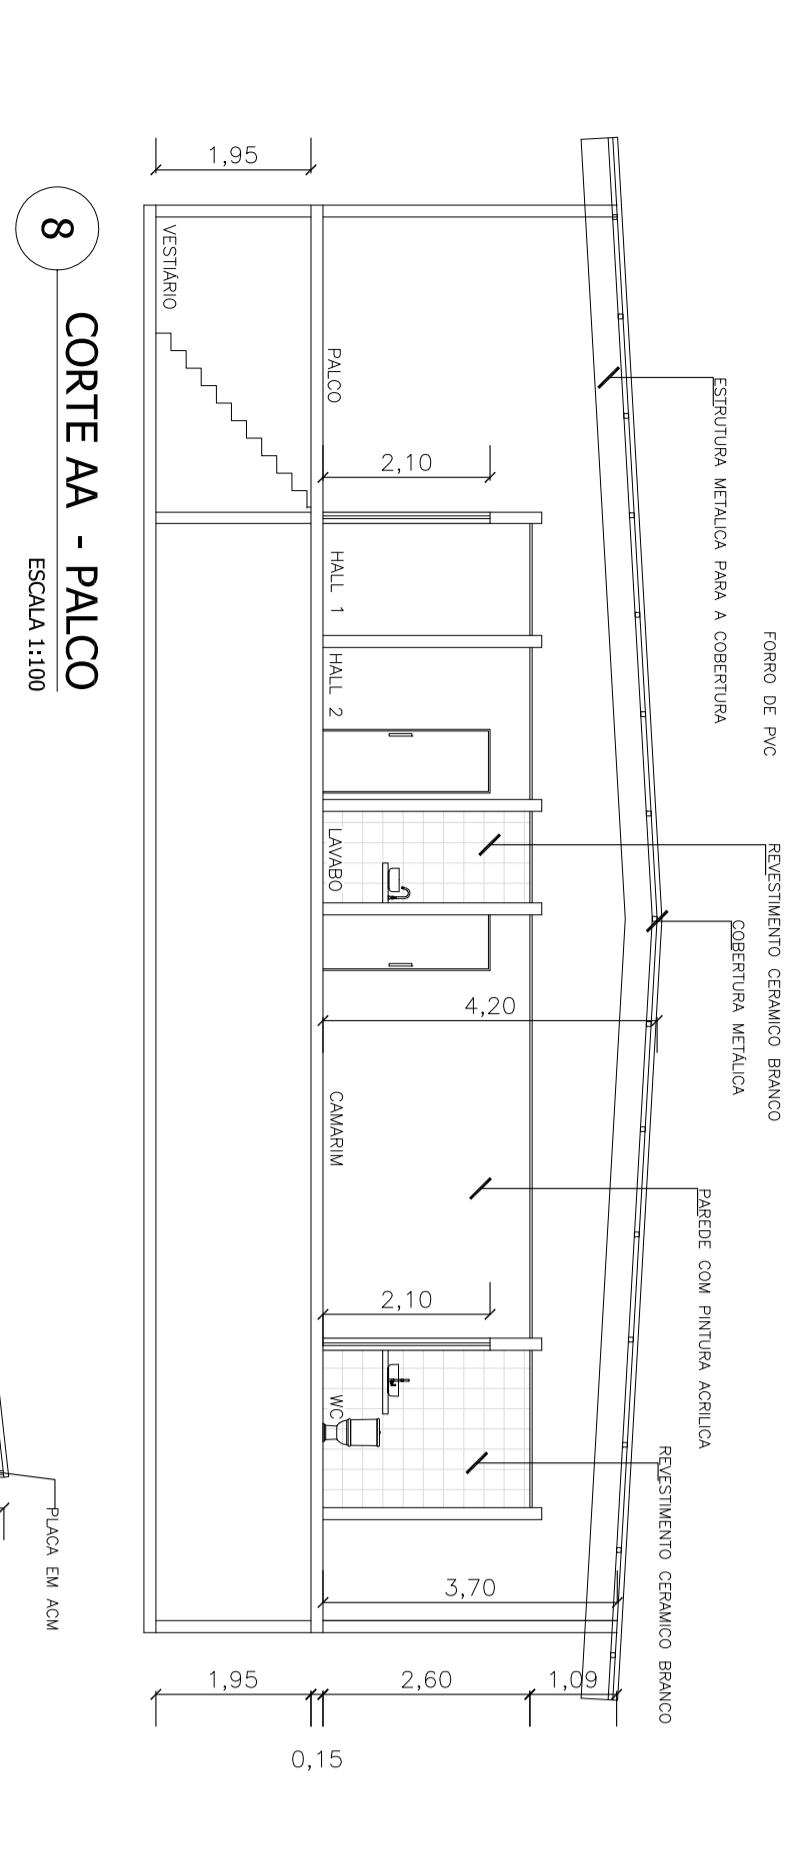 FORRO DE PVC
REVESTIMENTO CERAMICO BRANCO
COBERTURA METÁLICA
ESTRUTURA METALICA PARA A COBERTURA
PAREDE COM PINTURA ACRILICA
REVESTIMENTO CERAMICO BRANCO
1,95
2,10
4,20
2,10
3,70
1,95
0,15
2,60
1,09
PALCO
HALL 1
HALL 2
LAVABO
CAMARIM
WC
VESTIÁRIO
8
CORTE AA - PALCO
ESCALA 1:100
PLACA EM ACM